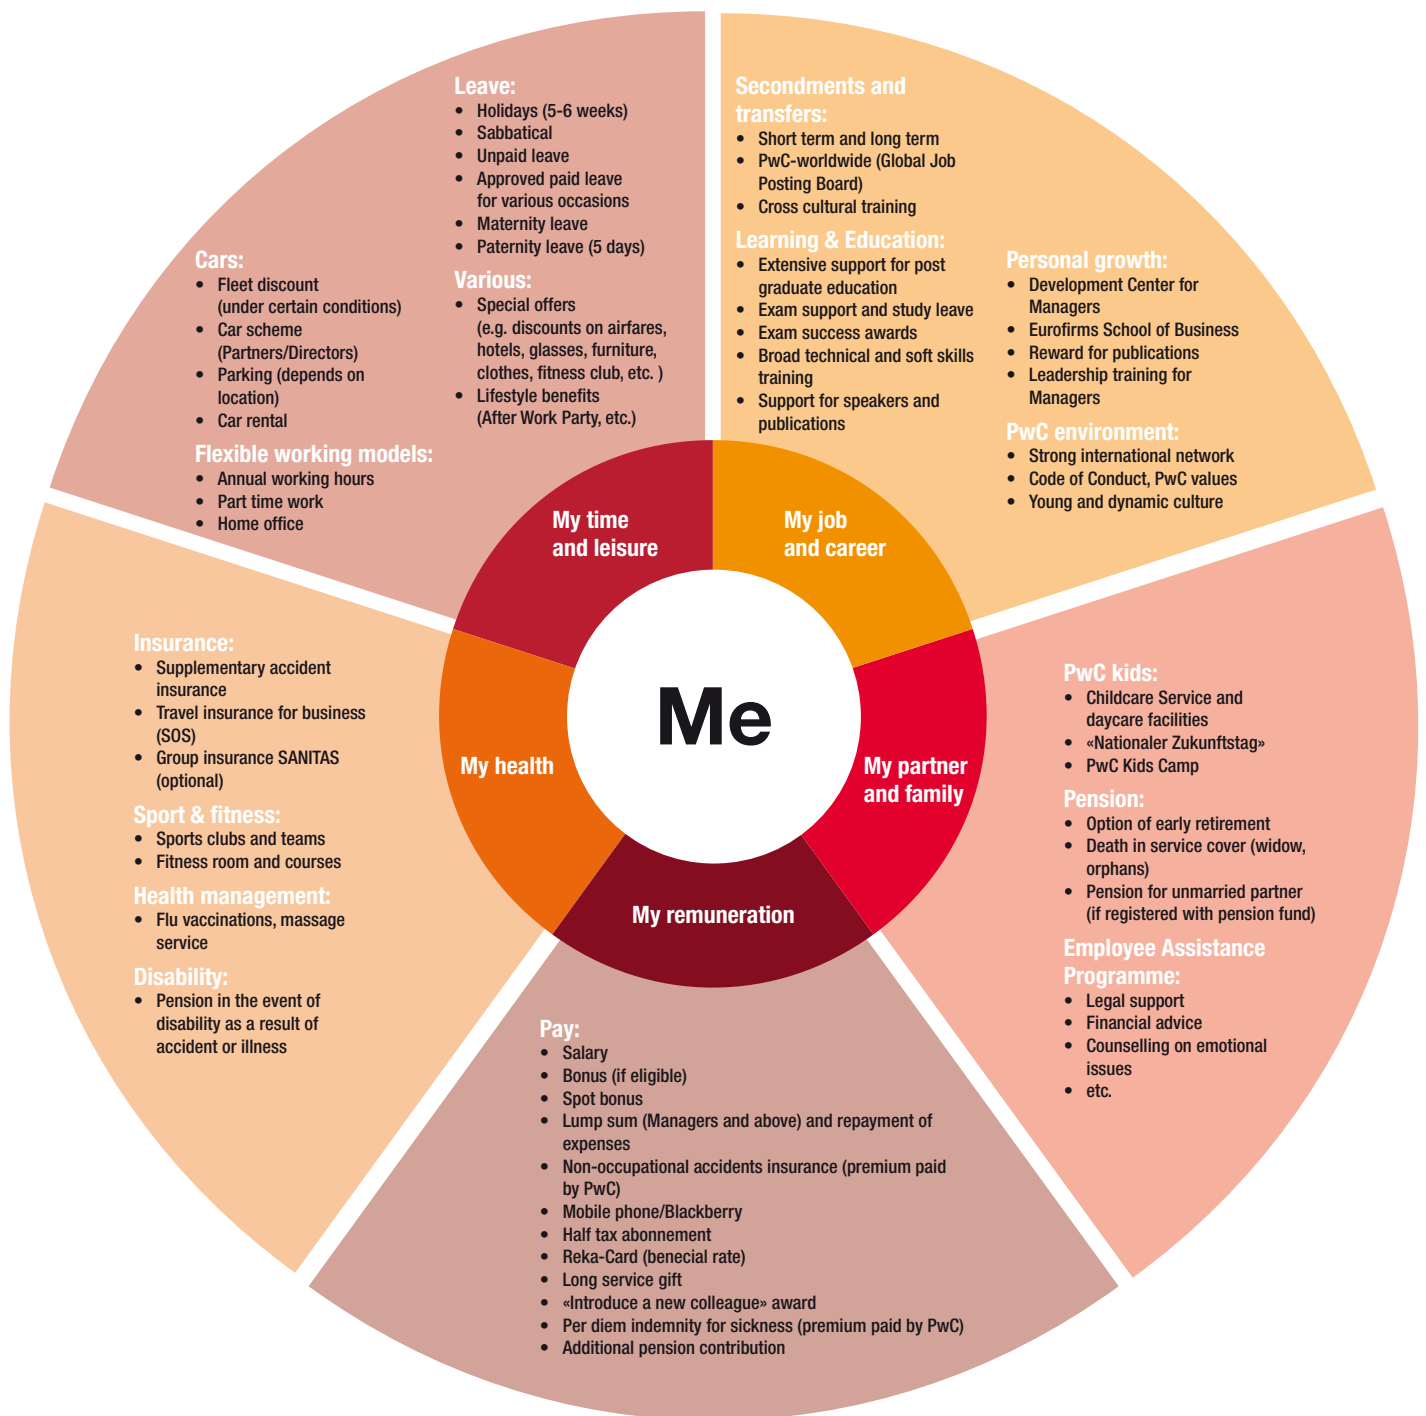 Leave:
• Holidays (5-6 weeks)
• Sabbatical
• Unpaid leave
• Approved paid leave
for various occasions
• Maternity leave
• Paternity leave (5 days)
Various:
• Special offers
(e.g. discounts on airfares,
hotels, glasses, furniture,
clothes, fitness club, etc. )
• Lifestyle benefits
(After Work Party, etc.)
Cars:
• Fleet discount
(under certain conditions)
• Car scheme
(Partners/Directors)
• Parking (depends on
location)
• Car rental
Flexible working models:
• Annual working hours
• Part time work
• Home office
Secondments and
transfers:
• Short term and long term
• PwC-worldwide (Global Job
Posting Board)
• Cross cultural training
Learning & Education:
• Extensive support for post
graduate education
• Exam support and study leave
• Exam success awards
• Broad technical and soft skills
training
• Support for speakers and
publications
Personal growth:
• Development Center for
Managers
• Eurofirms School of Business
• Reward for publications
• Leadership training for
Managers
PwC environment:
• Strong international network
• Code of Conduct, PwC values
• Young and dynamic culture
My time
and leisure
My job
and career
Me
My health
My partner
and family
My remuneration
Insurance:
• Supplementary accident
insurance
• Travel insurance for business
(SOS)
• Group insurance SANITAS
(optional)
Sport & fitness:
• Sports clubs and teams
• Fitness room and courses
Health management:
• Flu vaccinations, massage
service
Disability:
• Pension in the event of
disability as a result of
accident or illness
PwC kids:
• Childcare Service and
daycare facilities
• «Nationaler Zukunftstag»
• PwC Kids Camp
Pension:
• Option of early retirement
• Death in service cover (widow,
orphans)
• Pension for unmarried partner
(if registered with pension fund)
Employee Assistance
Programme:
• Legal support
• Financial advice
• Counselling on emotional
issues
• etc.
Pay:
• Salary
• Bonus (if eligible)
• Spot bonus
• Lump sum (Managers and above) and repayment of
expenses
• Non-occupational accidents insurance (premium paid
by PwC)
• Mobile phone/Blackberry
• Half tax abonnement
• Reka-Card (benecial rate)
• Long service gift
• «Introduce a new colleague» award
• Per diem indemnity for sickness (premium paid by PwC)
• Additional pension contribution